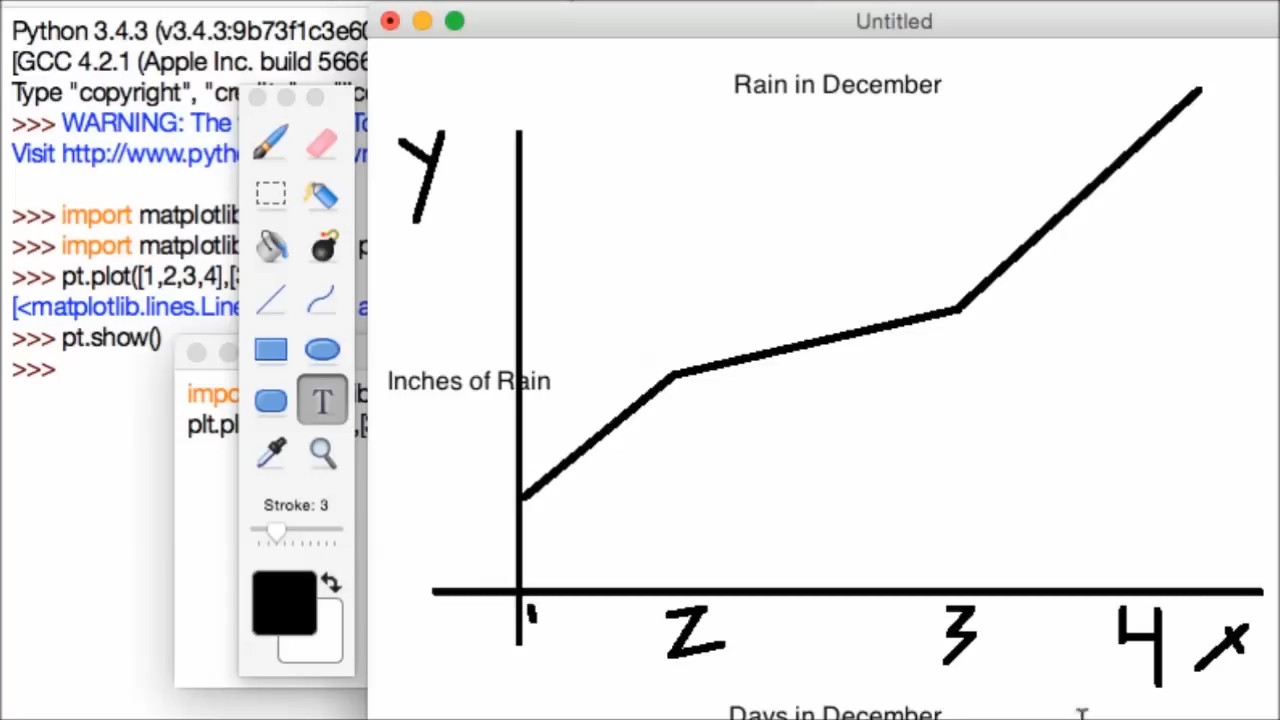 Python 3.4.3 (v3.4.3:9b73f1c3e60
[GCC 4.2.1 (Apple Inc. build 5666
Type "copyright",
>>> WARNING: The
Visit http://www.pyth
>>> import matplotlib
>>> import matplotlib
>>> pt.plot([1,2,3,4],[
[<matplotlib.lines.Line
>>> pt.show()
>>>
impo
plt.pl
Stroke: 3
Untitled
Rain in December
y
Inches of Rain
1 2 3 4 x
Days in December